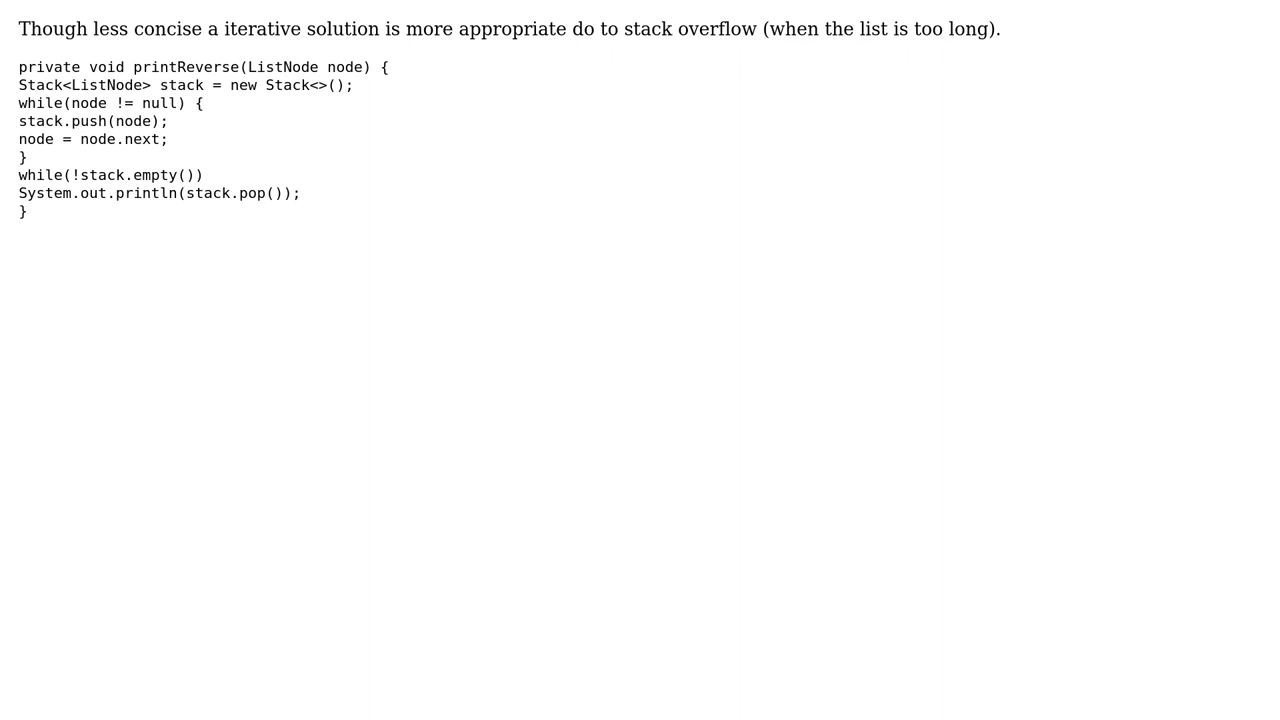 Though less concise a iterative solution is more appropriate do to stack overflow (when the list is too long).
private void printReverse(ListNode node) {
Stack<ListNode> stack = new Stack<>();
while(node != null) {
stack.push(node);
node = node.next;
}
while(!stack.empty())
System.out.println(stack.pop());
}